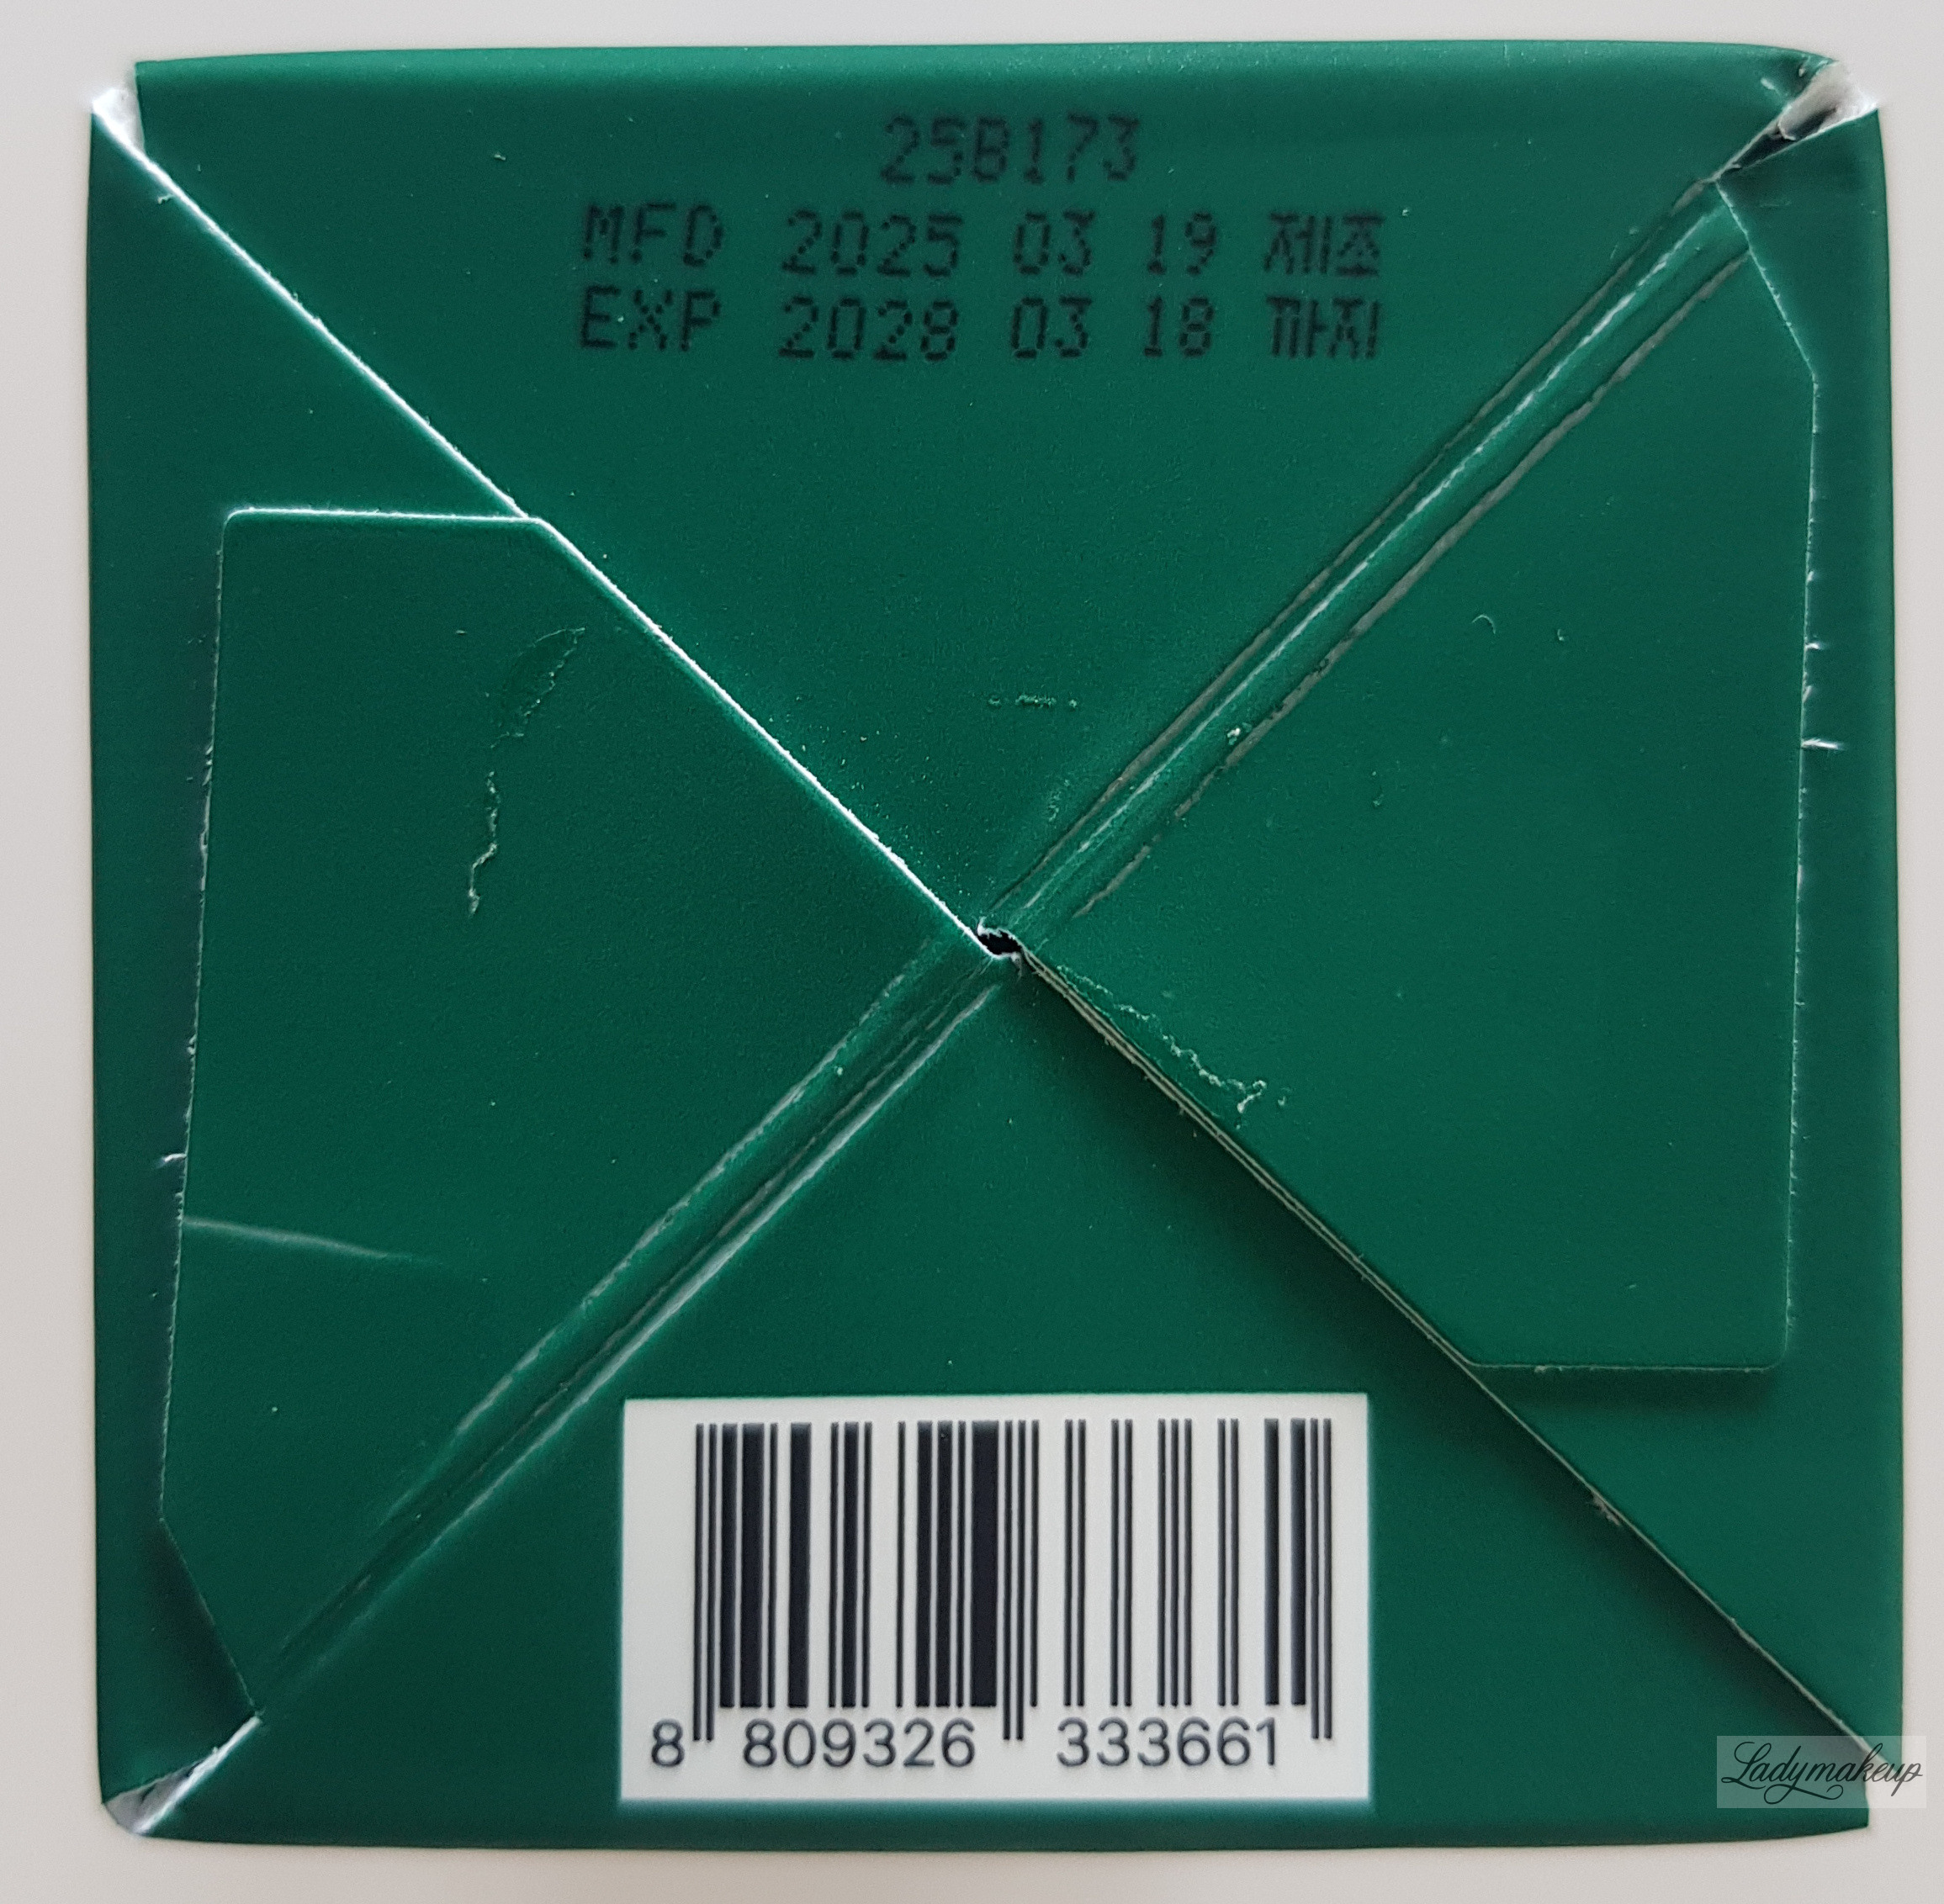 25B173
MFD 2025 03 19 제조
EXP 2028 03 18 까지
8 809326 333661
Ladymakeup